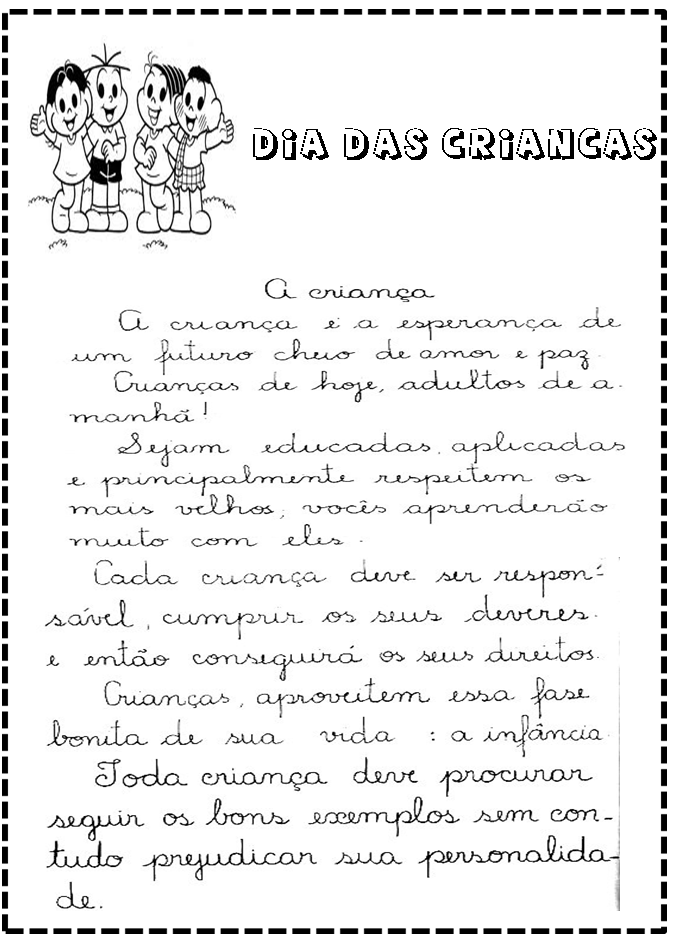 DIA DAS CRIANCAS
A criança
A criança é a esperança de
um futuro cheio de amor e paz.
Crianças de hoje, adultos de a-
manhã!
Sejam educadas, aplicadas
e principalmente respeitem os
mais velhos; vocês aprenderão
muito com eles.
Cada criança deve ser respon-
sável, cumprir os seus deveres
e então conseguirá os seus direitos.
Crianças, aproveitem essa fase
bonita de sua vida : a infância.
Toda criança deve procurar
seguir os bons exemplos sem con-
tudo prejudicar sua personalida-
de.